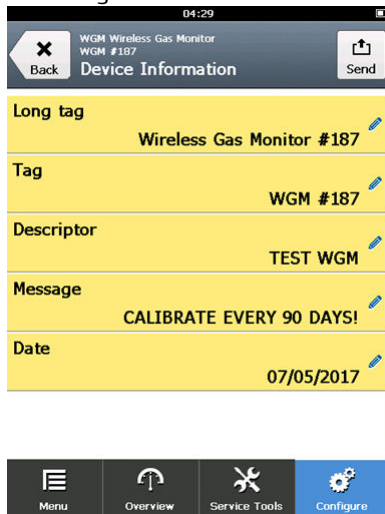 04:29
WGM Wireless Gas Monitor
WGM #187
Device Information
Back
Send
Long tag
Wireless Gas Monitor #187
Tag
WGM #187
Descriptor
TEST WGM
Message
CALIBRATE EVERY 90 DAYS!
Date
07/05/2017
Menu
Overview
Service Tools
Configure